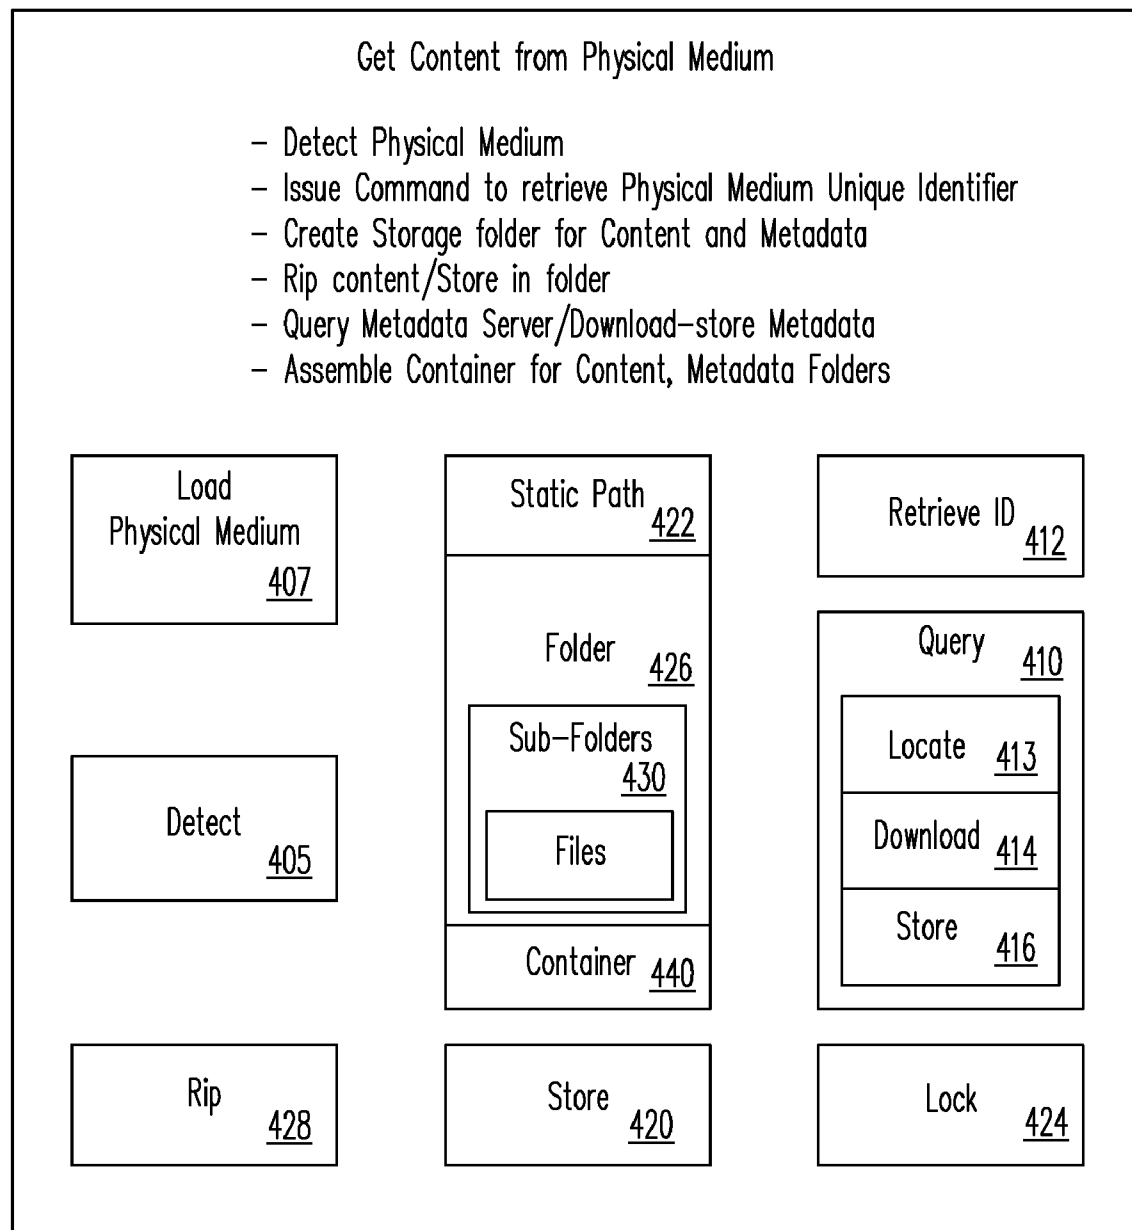 Get Content from Physical Medium
– Detect Physical Medium
– Issue Command to retrieve Physical Medium Unique Identifier
– Create Storage folder for Content and Metadata
– Rip content/Store in folder
– Query Metadata Server/Download–store Metadata
– Assemble Container for Content, Metadata Folders
Load
Physical Medium
407
Static Path
422
Retrieve ID
412
Folder
426
Query
410
Sub–Folders
430
Locate
413
Detect
405
Files
Download
414
Store
416
Container
440
Rip
428
Store
420
Lock
424